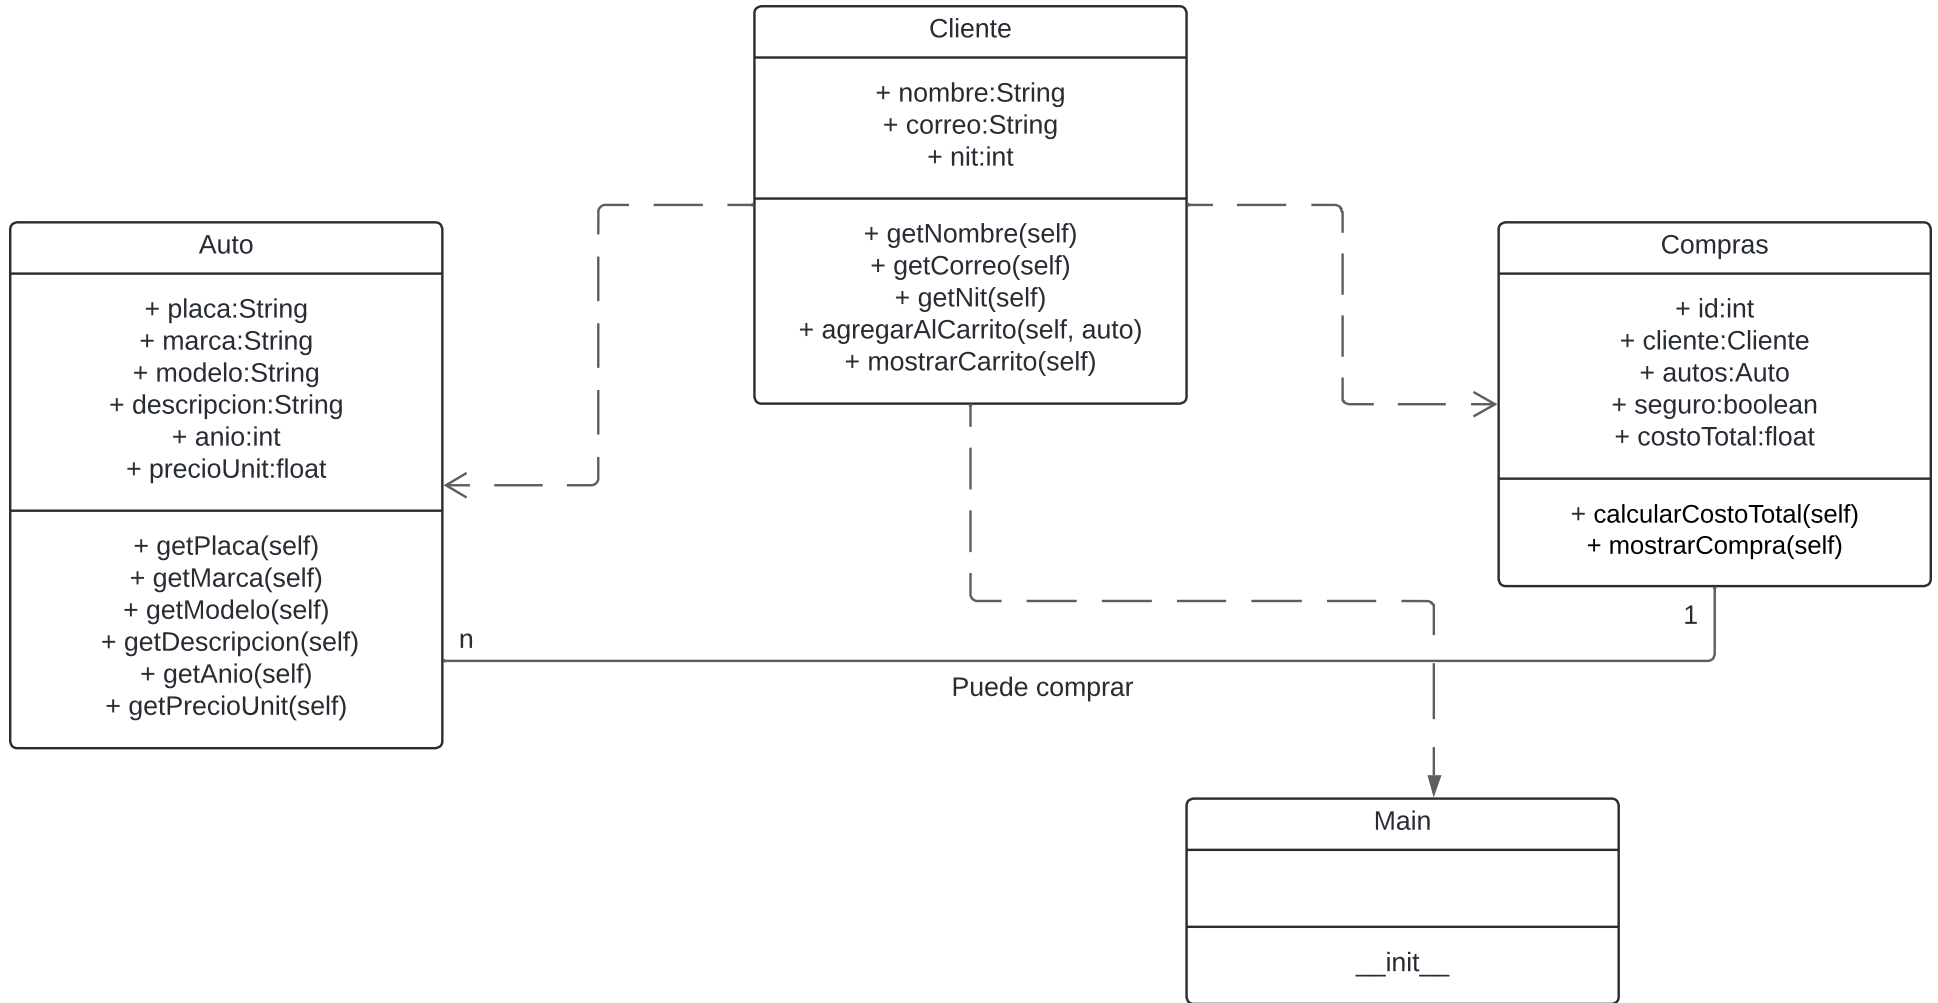 Cliente
+ nombre:String
+ correo:String
+ nit:int
+ getNombre(self)
+ getCorreo(self)
+ getNit(self)
+ agregarAlCarrito(self, auto)
+ mostrarCarrito(self)
Auto
+ placa:String
+ marca:String
+ modelo:String
+ descripcion:String
+ anio:int
+ precioUnit:float
+ getPlaca(self)
+ getMarca(self)
+ getModelo(self)
+ getDescripcion(self)
+ getAnio(self)
+ getPrecioUnit(self)
Compras
+ id:int
+ cliente:Cliente
+ autos:Auto
+ seguro:boolean
+ costoTotal:float
+ calcularCostoTotal(self)
+ mostrarCompra(self)
n
1
Puede comprar
Main
__init__